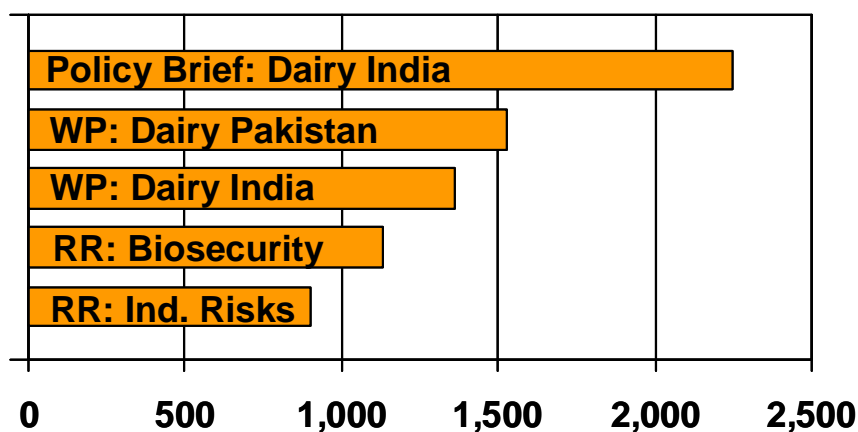 Policy Brief: Dairy India
WP: Dairy Pakistan
WP: Dairy India
RR: Biosecurity
RR: Ind. Risks
0 500 1,000 1,500 2,000 2,500